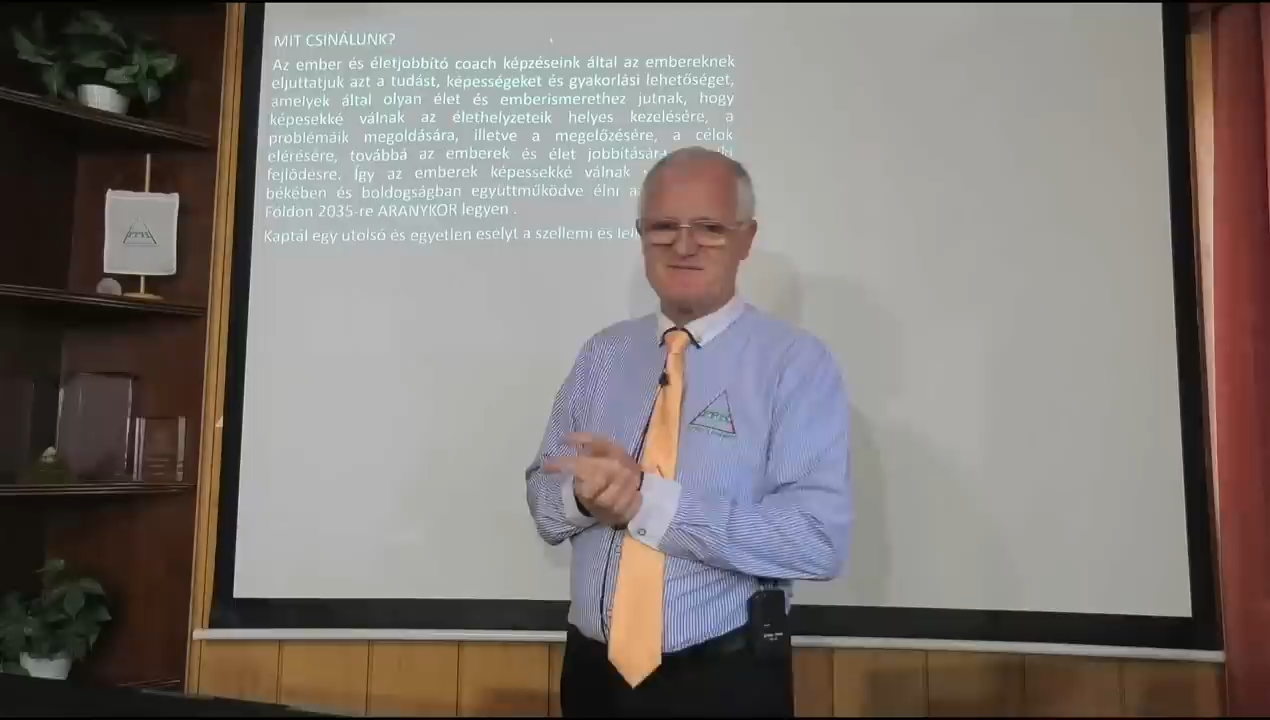 MIT CSINÁLUNK?
Az ember és életjobbító coach képzéseink által az embereknek
eljuttatjuk azt a tudást, képességeket és gyakorlási lehetőséget,
amelyek által olyan élet és emberismerethez jutnak, hogy
képesekké válnak az élethelyzeteik helyes kezelésére, a
problémáik megoldására, illetve a megelőzésére, a célok
elérésére, továbbá az emberek és élet jobbítására
fejlődésre. Így az emberek képessekké válnak
békében és boldogságban együttműködve élni
Földön 2035-re ARANYKOR legyen .
Kaptál egy utolsó és egyetlen esélyt a szellemi és